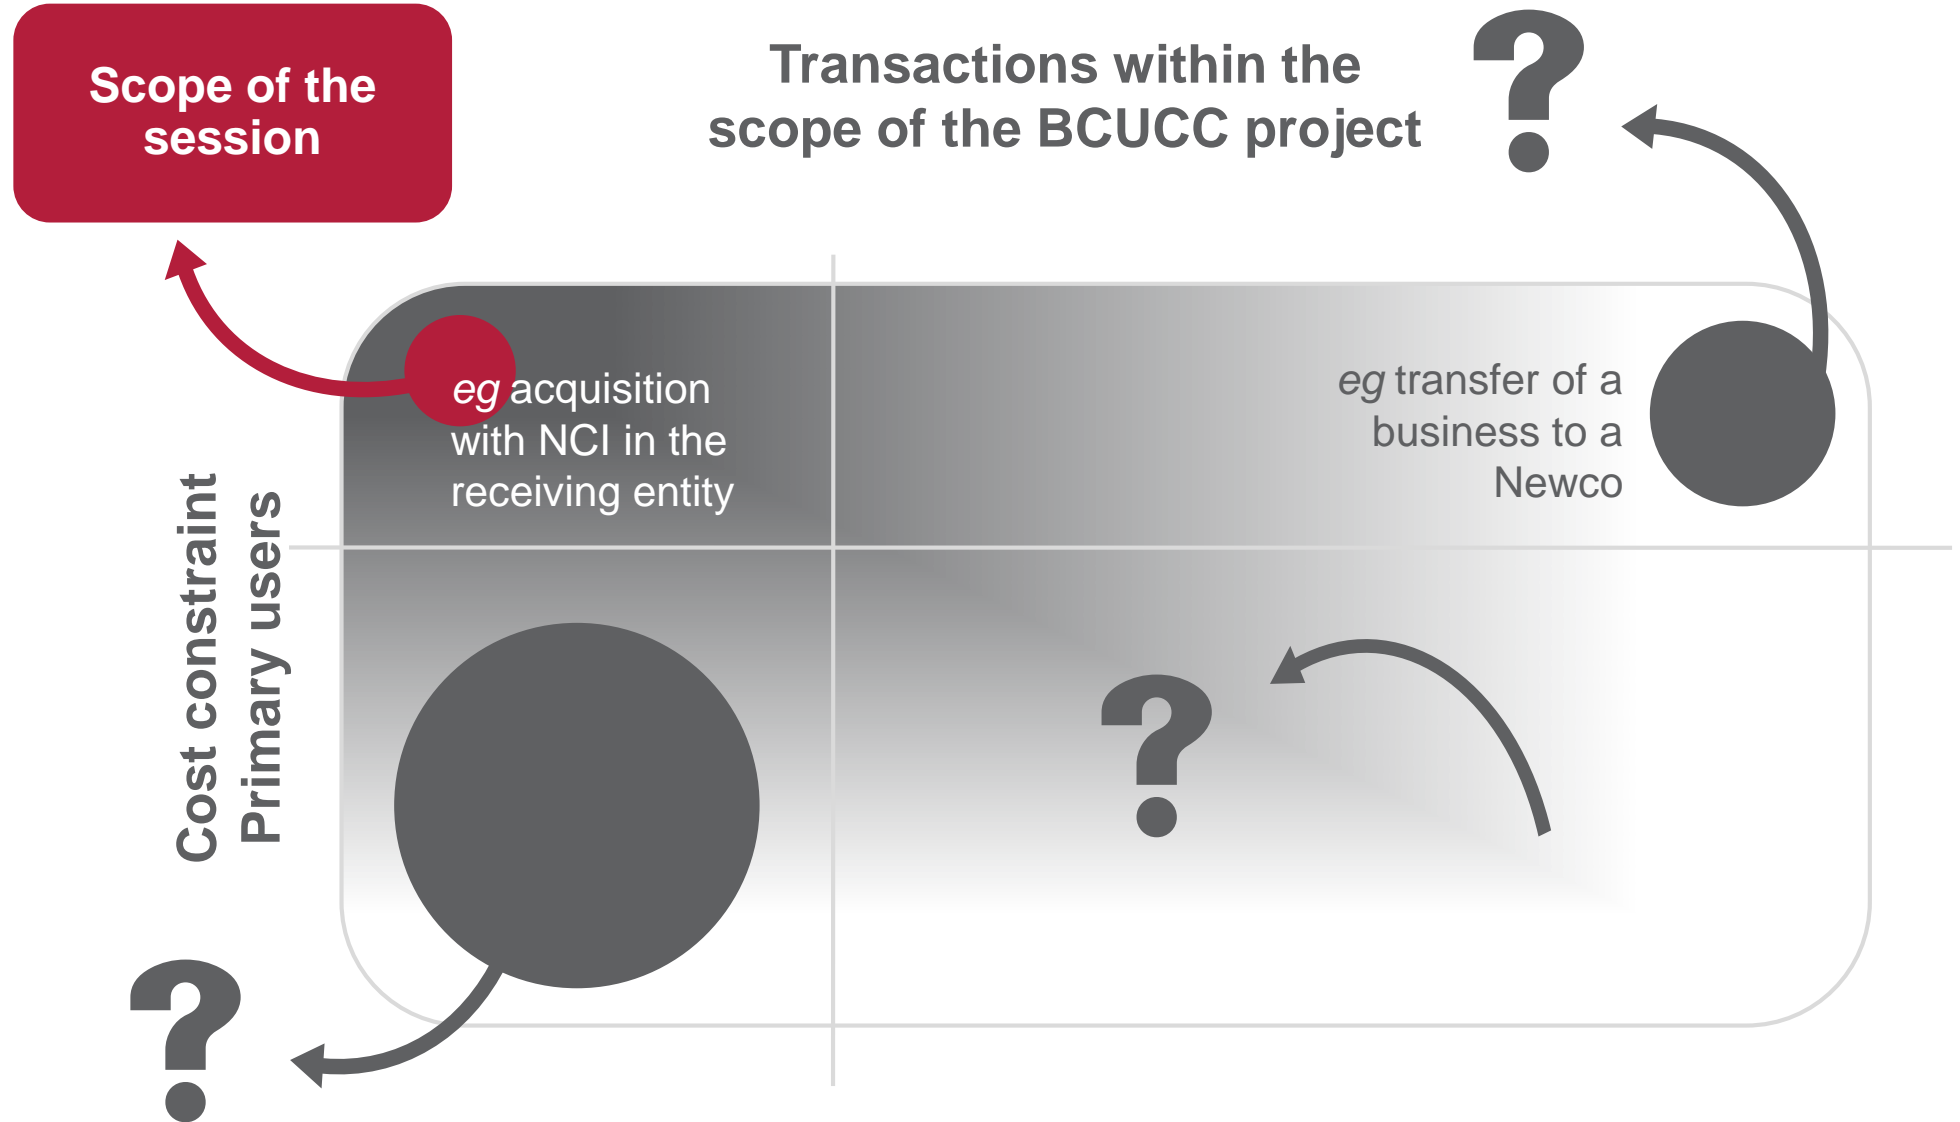 Scope of the
session
Transactions within the
scope of the BCUCC project
?
eg acquisition
with NCI in the
receiving entity
eg transfer of a
business to a
Newco
Cost constraint
Primary users
?
?